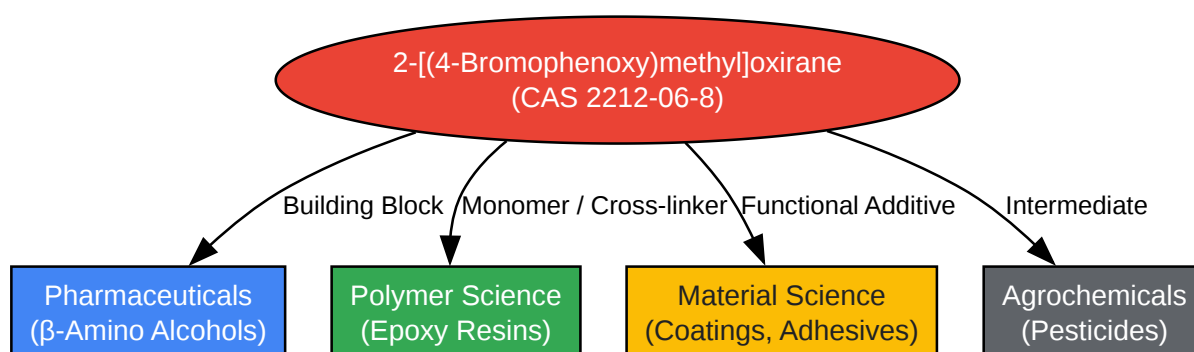 2-[(4-Bromophenoxy)methyl]oxirane
(CAS 2212-06-8)
Building Block
Monomer / Cross-linker
Functional Additive
Intermediate
Pharmaceuticals
(β-Amino Alcohols)
Polymer Science
(Epoxy Resins)
Material Science
(Coatings, Adhesives)
Agrochemicals
(Pesticides)